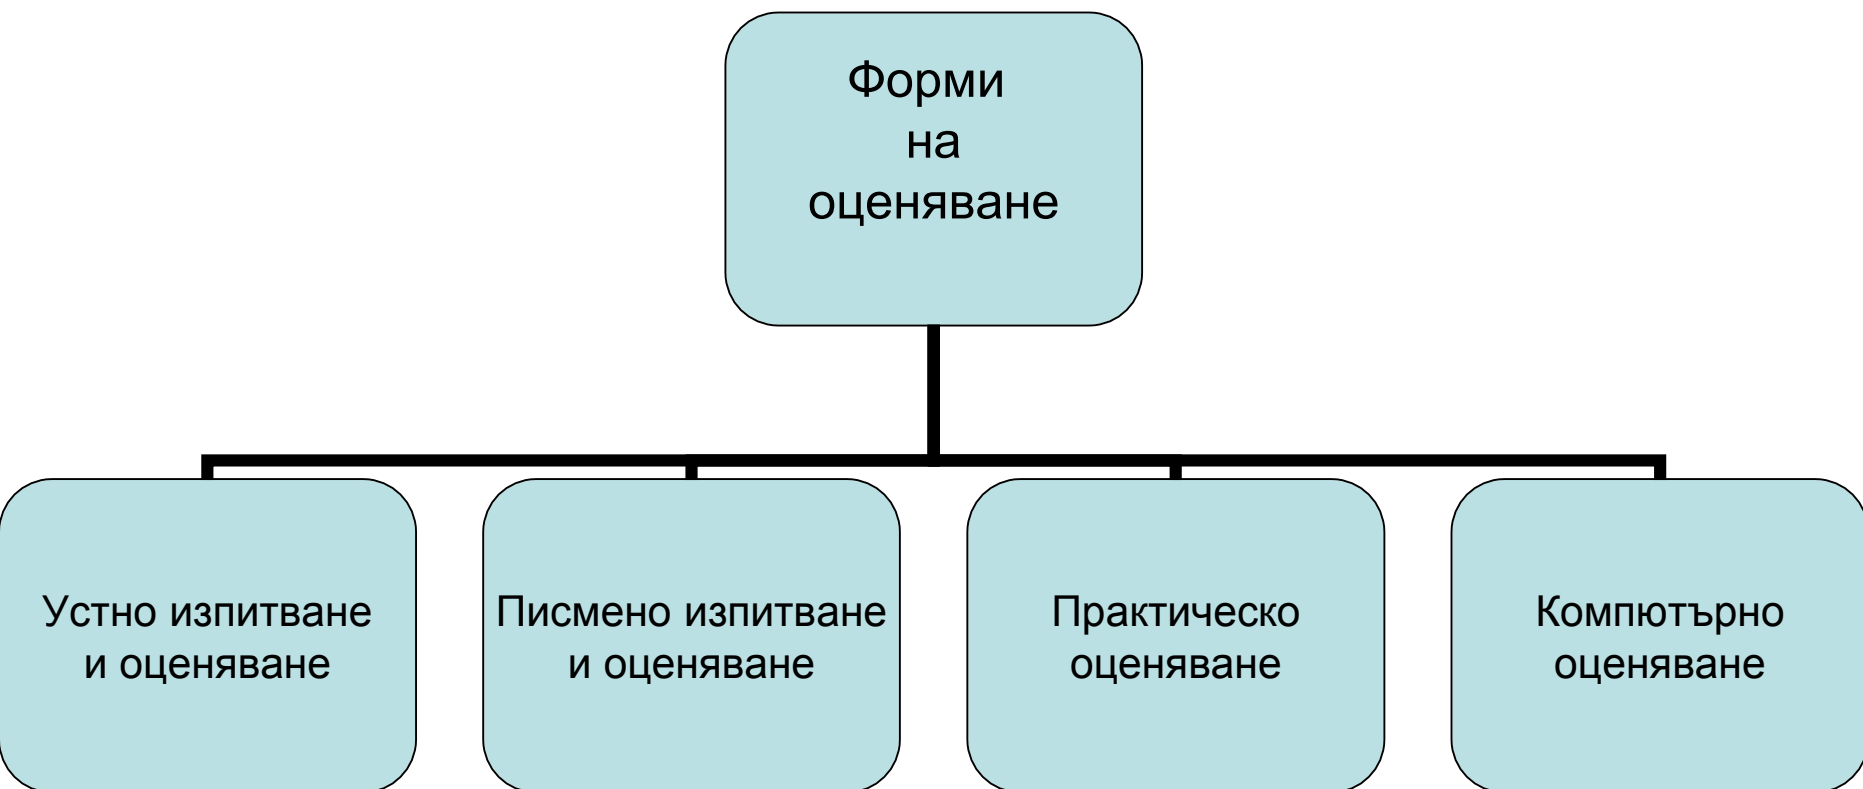 Форми
на
оценяване
Устно изпитване
и оценяване
Писмено изпитване
и оценяване
Практическо
оценяване
Компютърно
оценяване